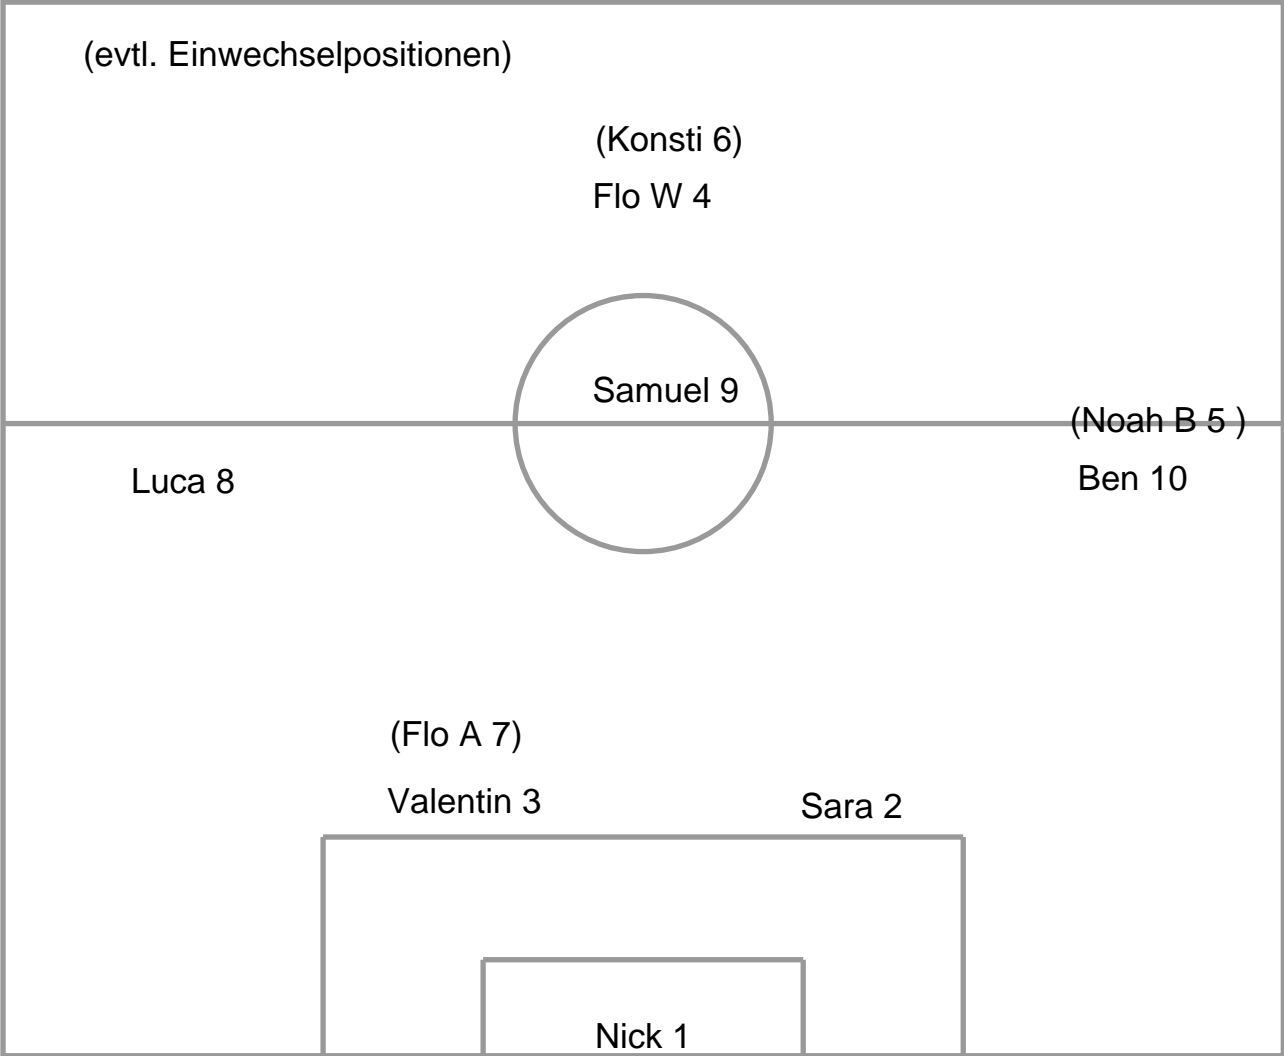 (evtl. Einwechselpositionen)
(Konsti 6)
Flo W 4
Samuel 9
(Noah B 5 )
Luca 8
Ben 10
(Flo A 7)
Valentin 3
Sara 2
Nick 1